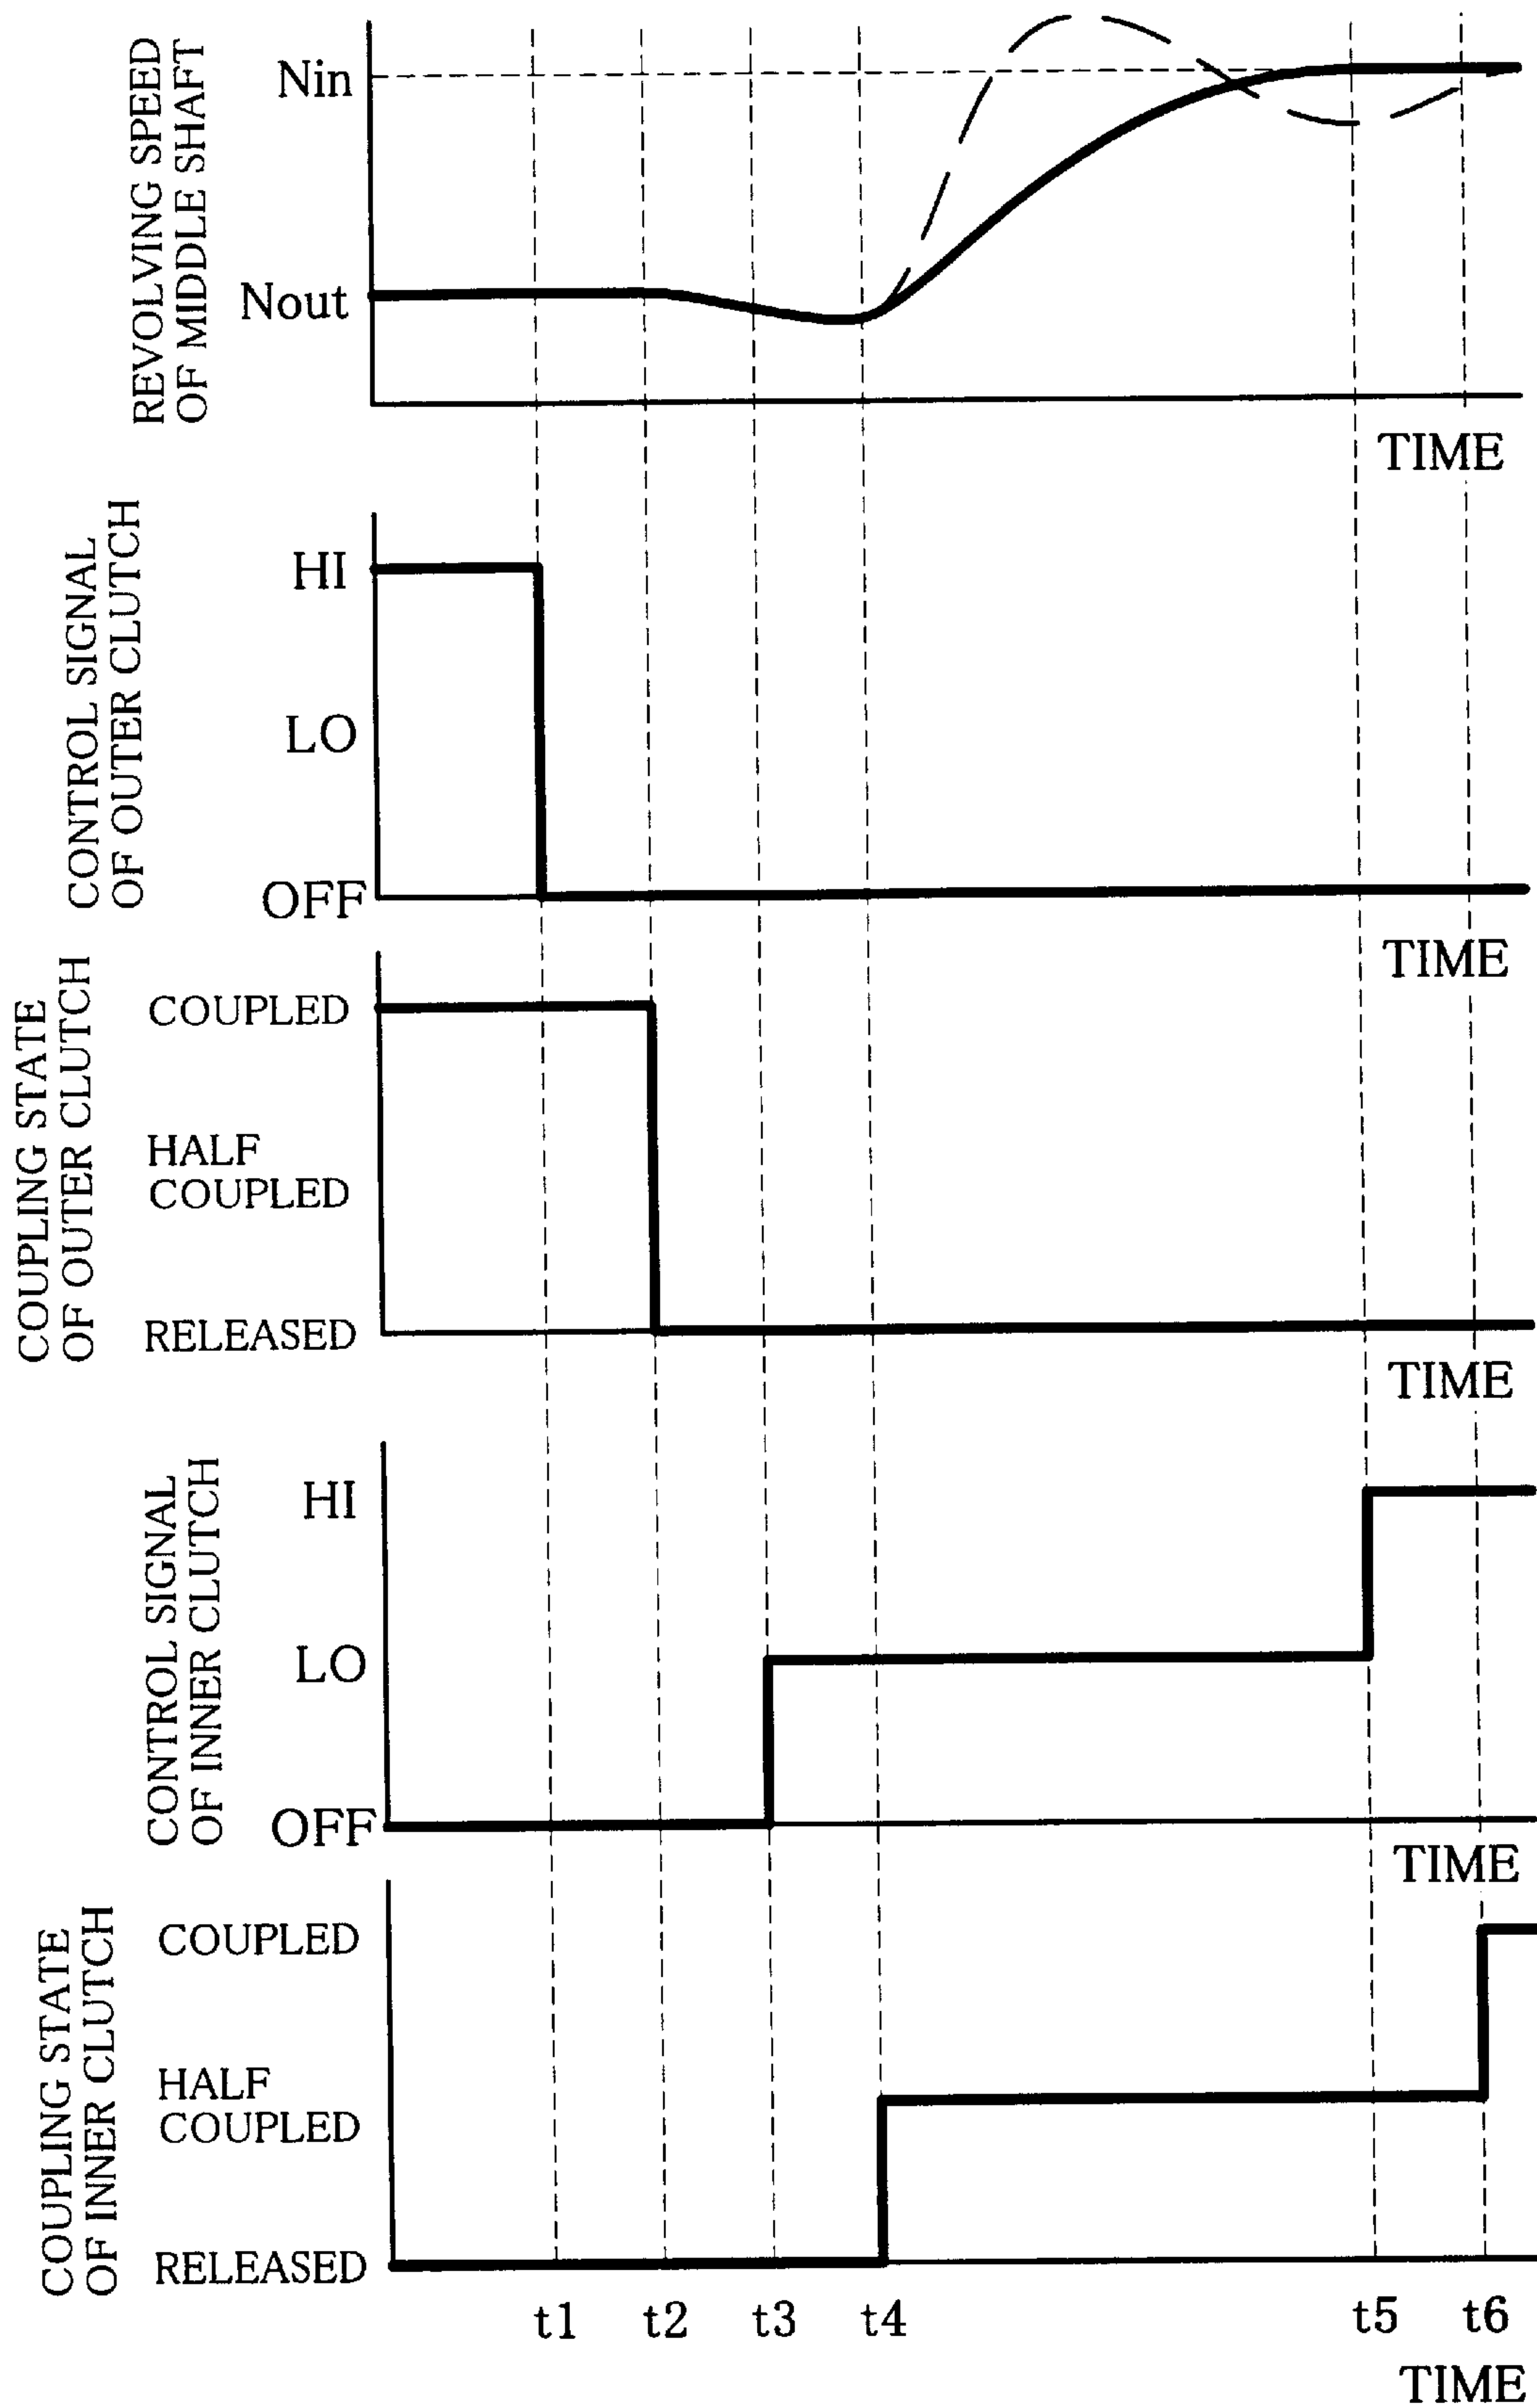 REVOLVING SPEED
OF MIDDLE SHAFT
Nin
Nout
TIME
CONTROL SIGNAL
OF OUTER CLUTCH
HI
LO
OFF
TIME
COUPLING STATE
OF OUTER CLUTCH
COUPLED
HALF
COUPLED
RELEASED
TIME
CONTROL SIGNAL
OF INNER CLUTCH
HI
LO
OFF
TIME
COUPLING STATE
OF INNER CLUTCH
COUPLED
HALF
COUPLED
RELEASED
t1 t2 t3 t4 t5 t6
TIME